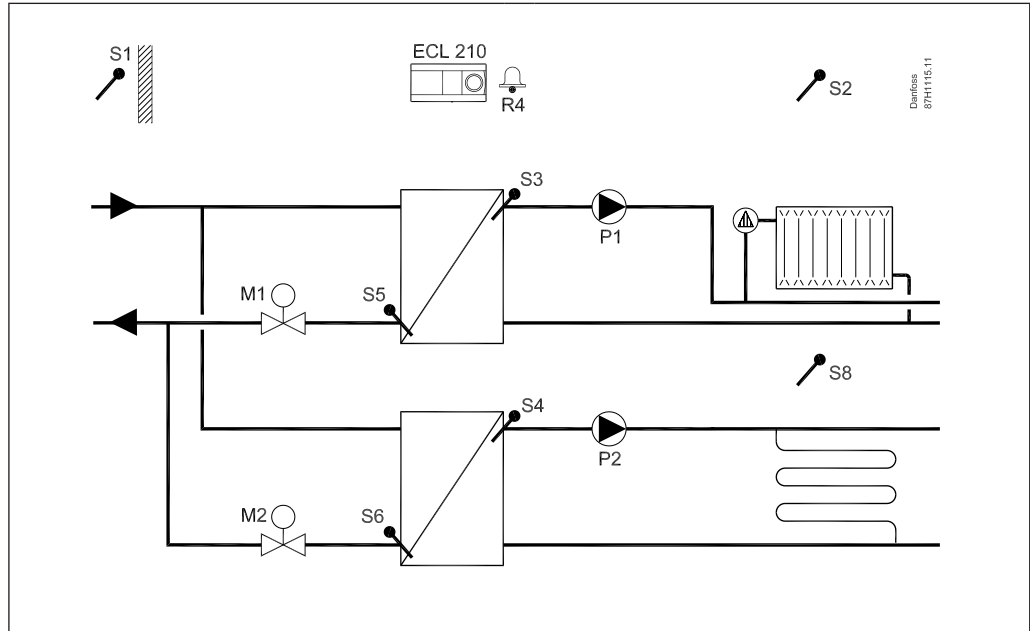 S1
ECL 210
R4
S2
Danfoss
87H1115.11
S3
P1
M1
S5
S8
S4
P2
M2
S6